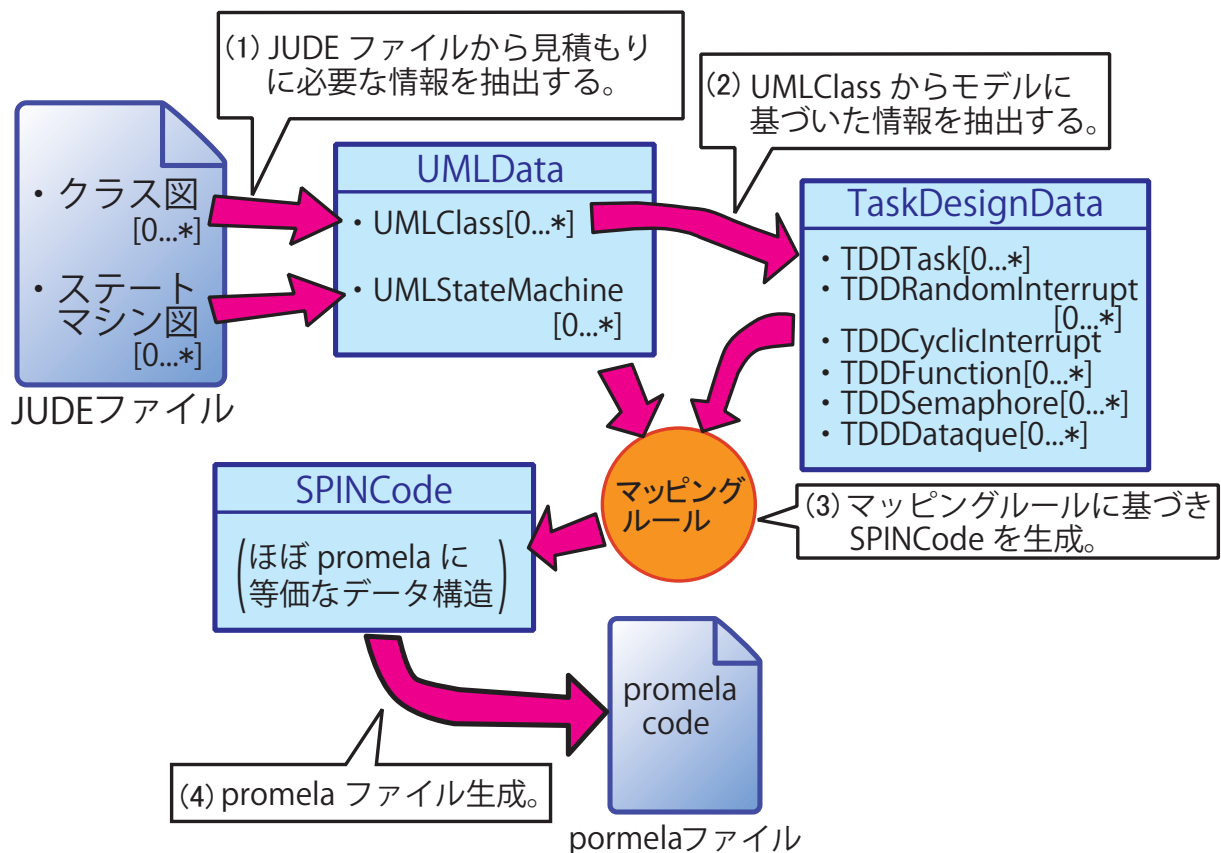 (1) JUDE ファイルから見積もり
に必要な情報を抽出する。
(2) UMLClass からモデルに
基づいた情報を抽出する。
・クラス図
[0...*]
・ステート
マシン図
[0...*]
JUDEファイル
UMLData
・UMLClass[0...*]
・UMLStateMachine
[0...*]
TaskDesignData
・TDDTask[0...*]
・TDDRandomInterrupt
[0...*]
・TDDCyclicInterrupt
・TDDFunction[0...*]
・TDDSemaphore[0...*]
・TDDDataque[0...*]
マッピング
ルール
(3) マッピングルールに基づき
SPINCode を生成。
SPINCode
(ほぼ promela に
等価なデータ構造)
promela
code
(4) promela ファイル生成。
pormelaファイル